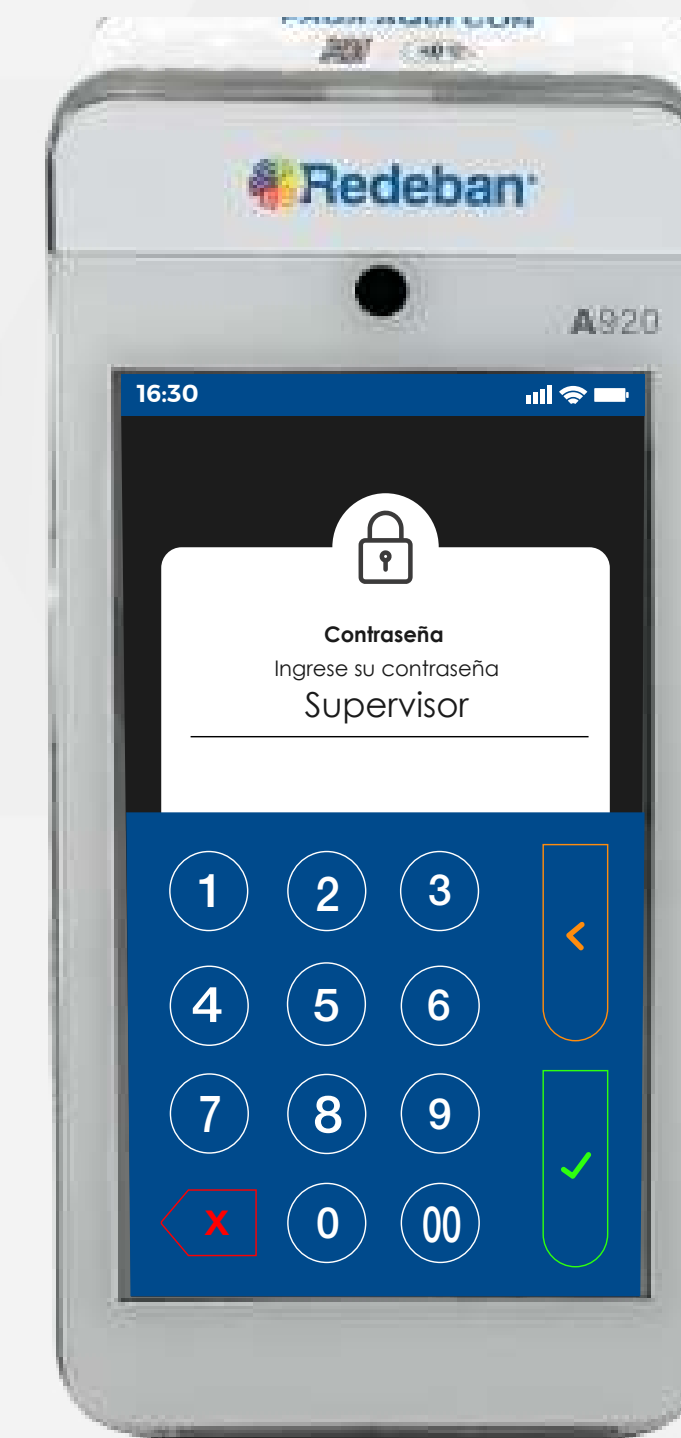 Redeban
A920
16:30
Contraseña
Ingrese su contraseña
Supervisor
1 2 3
4 5 6
7 8 9
X 0 00